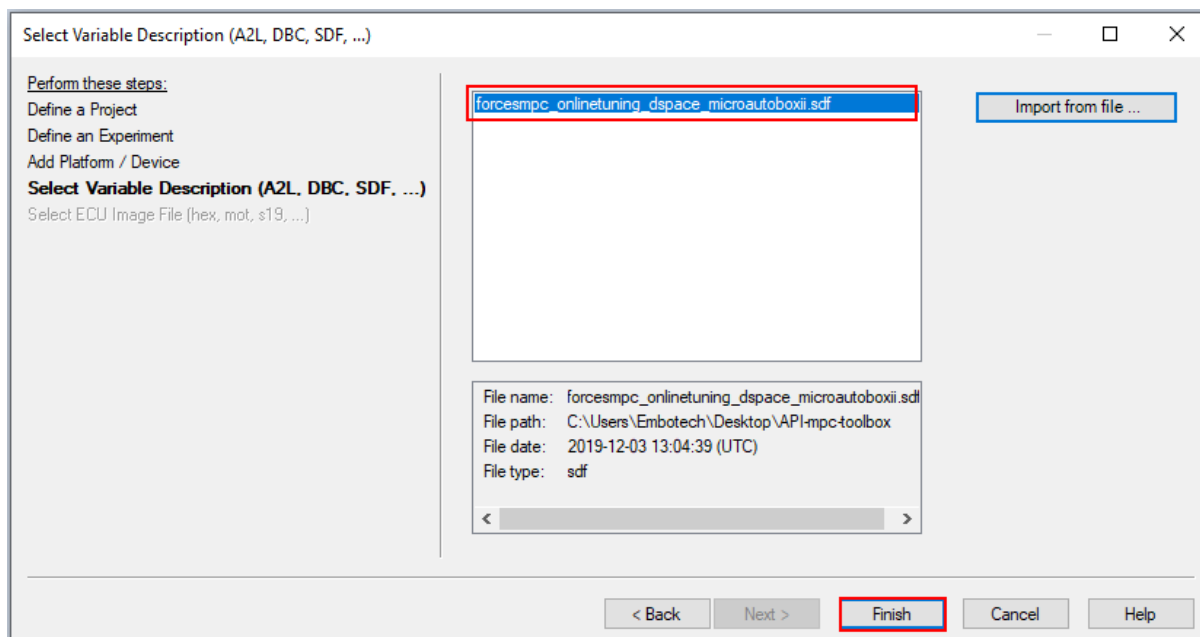 Select Variable Description (A2L, DBC, SDF, ...)
Perform these steps:
Define a Project
Define an Experiment
Add Platform / Device
Select Variable Description (A2L, DBC, SDF, ...)
Select ECU Image File (hex, mot, s19, ...)
forcesmpc_onlinetuning_dspace_microautoboxii.sdf
Import from file ...
File name: forcesmpc_onlinetuning_dspace_microautoboxii.sdf
File path: C:\Users\Embotech\Desktop\API-mpc-toolbox
File date: 2019-12-03 13:04:39 (UTC)
File type: sdf
< Back
Next >
Finish
Cancel
Help